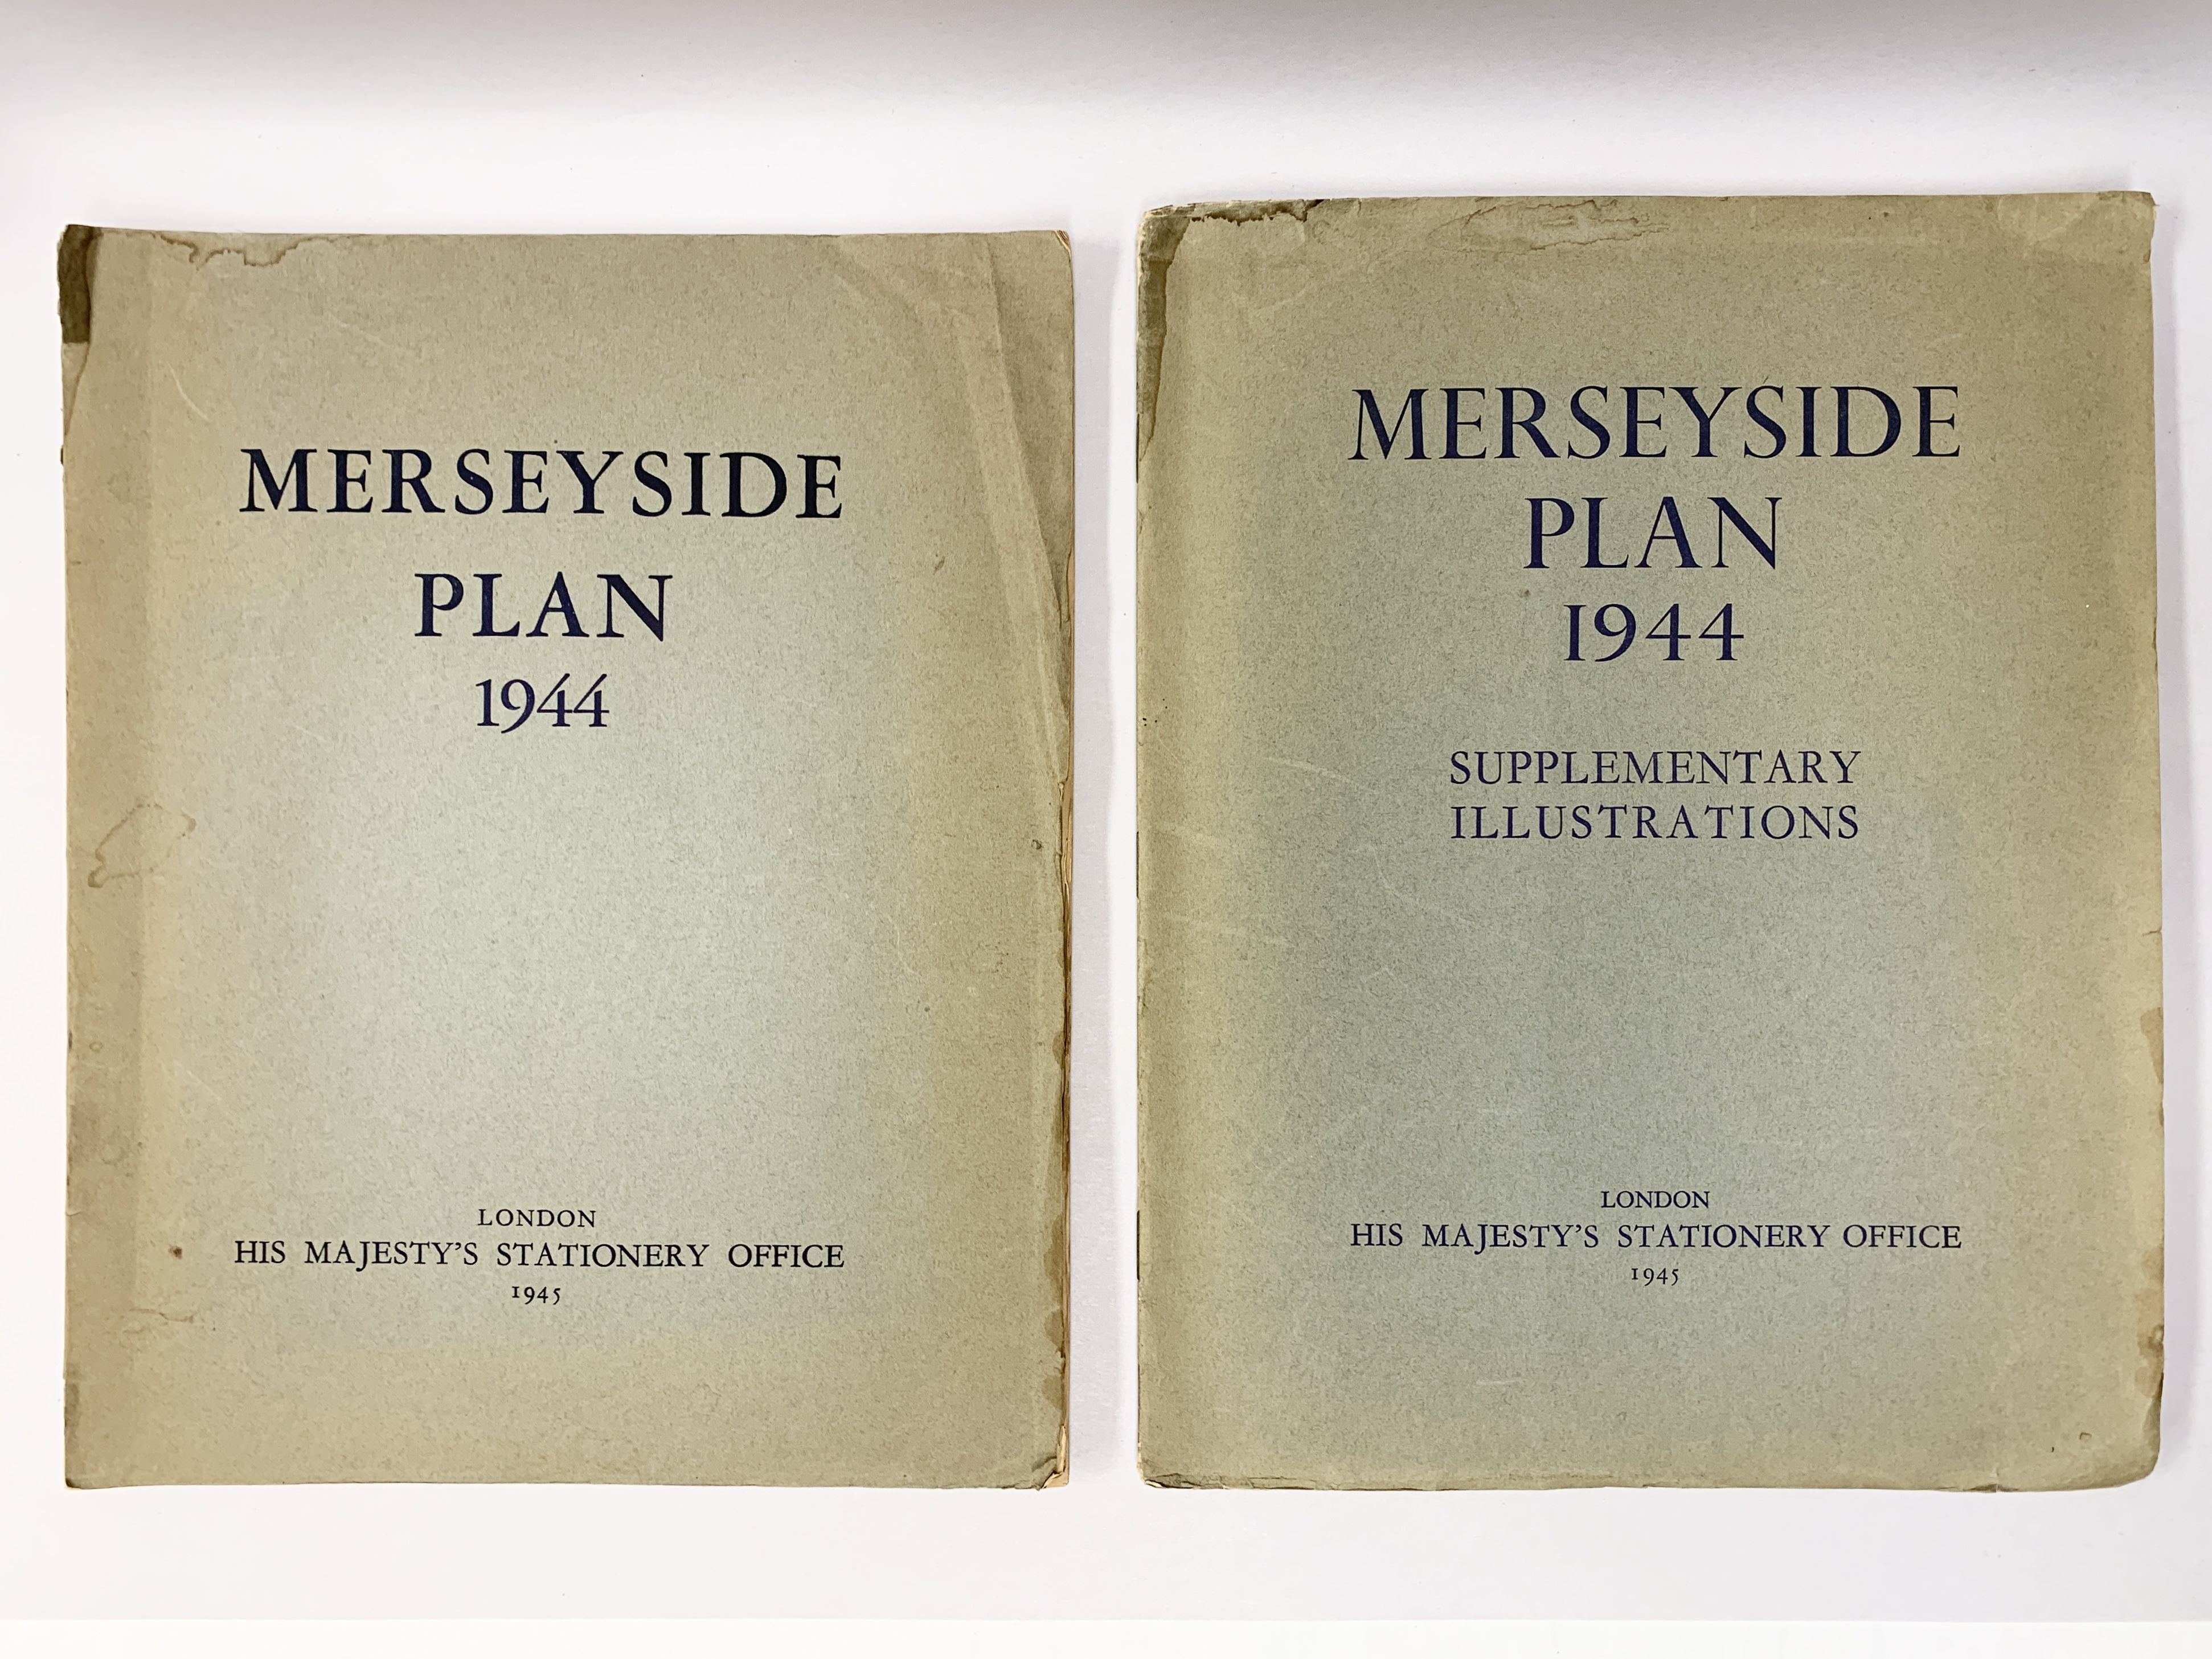 MERSEYSIDE
PLAN
1944
LONDON
HIS MAJESTY'S STATIONERY OFFICE
1945
MERSEYSIDE
PLAN
1944
SUPPLEMENTARY
ILLUSTRATIONS
LONDON
HIS MAJESTY'S STATIONERY OFFICE
1945